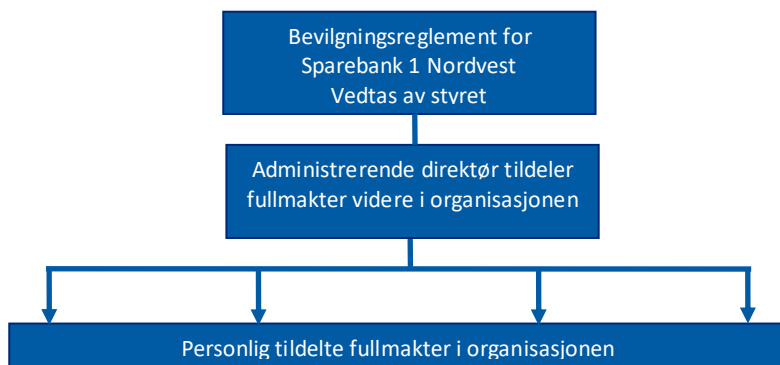 Bevilgningsreglement for
Sparebank 1 Nordvest
Vedtas av styret
Administrerende direktør tildeler
fullmakter videre i organisasjonen
Personlig tildelte fullmakter i organisasjonen